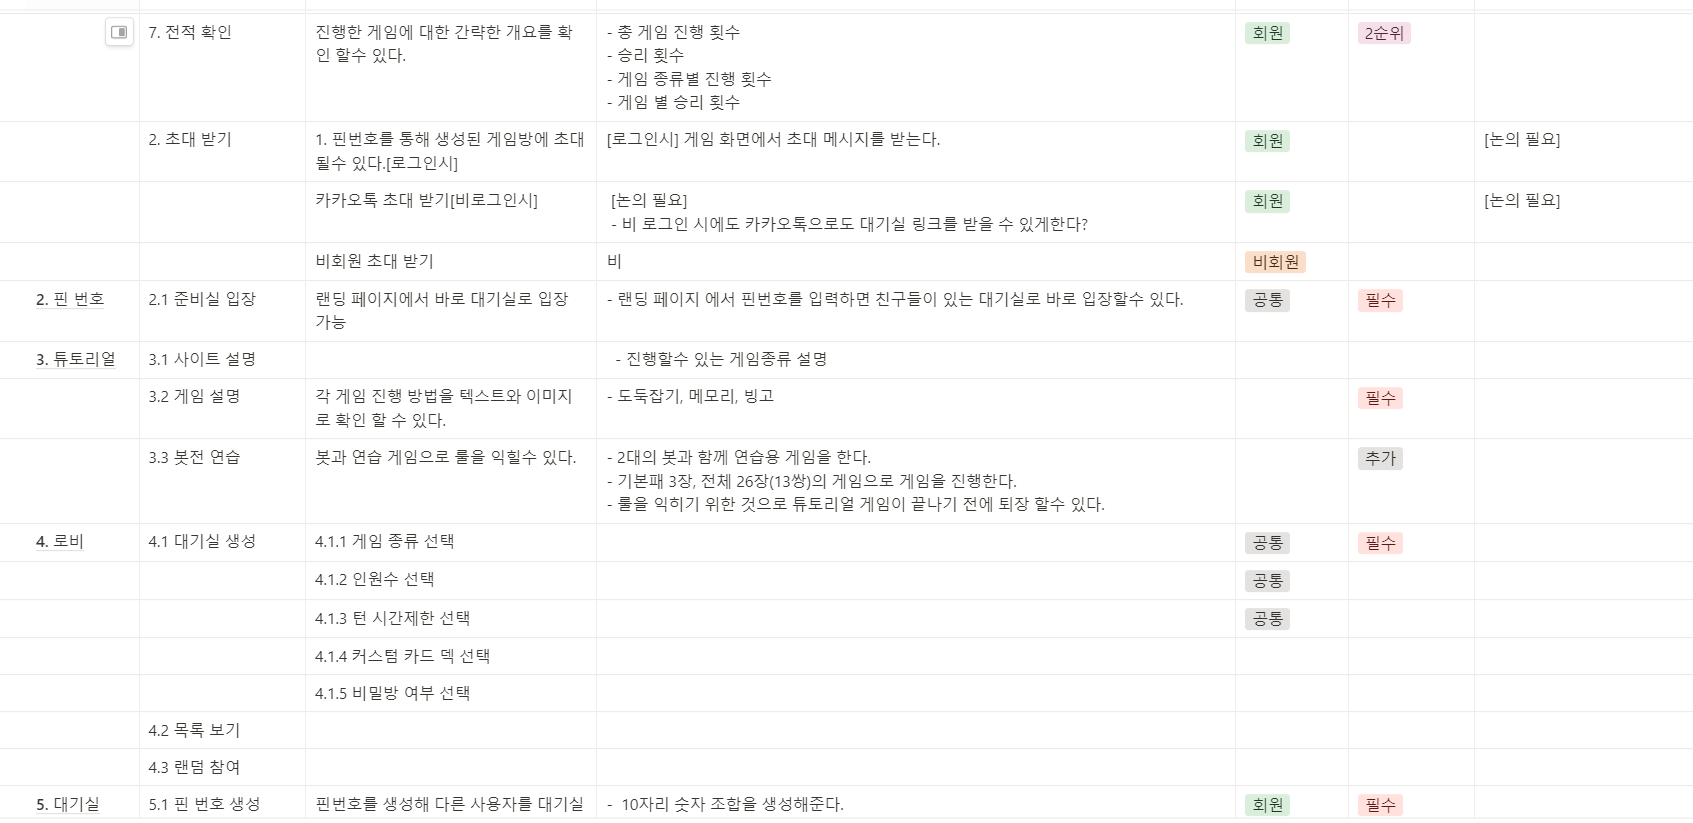 7. 전적 확인
진행한 게임에 대한 간략한 개요를 확
인 할수 있다.
- 총 게임 진행 횟수
- 승리 횟수
- 게임 종류별 진행 횟수
- 게임 별 승리 횟수
회원
2순위
2. 초대 받기
1. 핀번호를 통해 생성된 게임방에 초대
될수 있다.[로그인시]
[로그인시] 게임 화면에서 초대 메시지를 받는다.
회원
[논의 필요]
카카오톡 초대 받기[비로그인시]
[논의 필요]
- 비 로그인 시에도 카카오톡으로도 대기실 링크를 받을 수 있게한다?
회원
[논의 필요]
비회원 초대 받기
비
비회원
2. 핀 번호
2.1 준비실 입장
랜딩 페이지에서 바로 대기실로 입장
가능
- 랜딩 페이지 에서 핀번호를 입력하면 친구들이 있는 대기실로 바로 입장할수 있다.
공통
필수
3. 튜토리얼
3.1 사이트 설명
- 진행할수 있는 게임종류 설명
3.2 게임 설명
각 게임 진행 방법을 텍스트와 이미지
로 확인 할 수 있다.
- 도둑잡기, 메모리, 빙고
필수
3.3 봇전 연습
봇과 연습 게임으로 룰을 익힐수 있다.
- 2대의 봇과 함께 연습용 게임을 한다.
- 기본패 3장, 전체 26장(13쌍)의 게임으로 게임을 진행한다.
- 룰을 익히기 위한 것으로 튜토리얼 게임이 끝나기 전에 퇴장 할수 있다.
추가
4. 로비
4.1 대기실 생성
4.1.1 게임 종류 선택
공통
필수
4.1.2 인원수 선택
공통
4.1.3 턴 시간제한 선택
공통
4.1.4 커스텀 카드 덱 선택
4.1.5 비밀방 여부 선택
4.2 목록 보기
4.3 랜덤 참여
5. 대기실
5.1 핀 번호 생성
핀번호를 생성해 다른 사용자를 대기실
- 10자리 숫자 조합을 생성해준다.
회원
필수